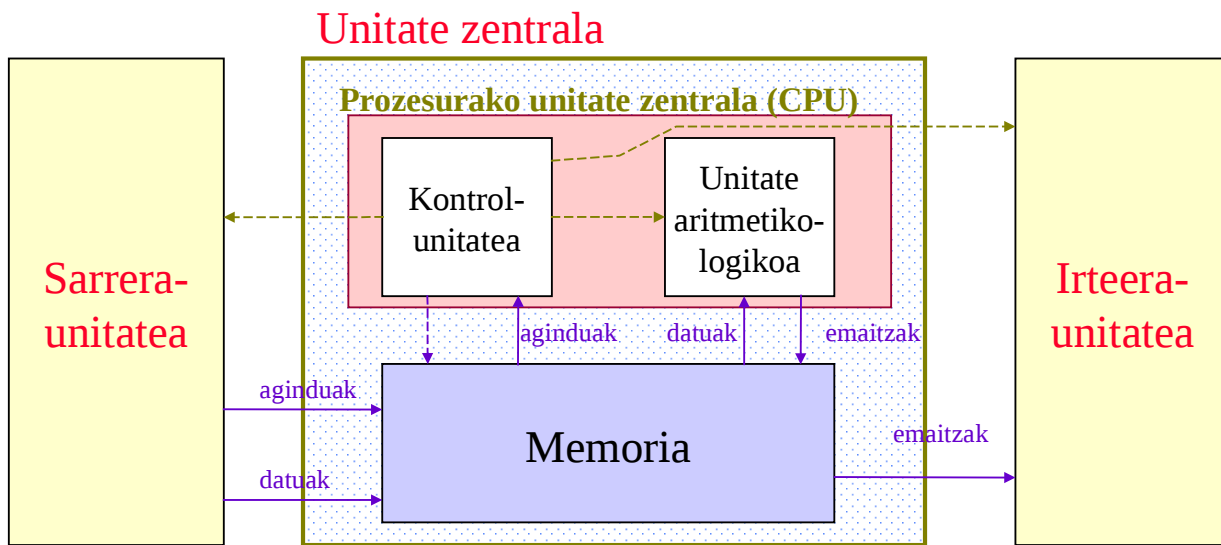 Unitate zentrala
Prozesurako unitate zentrala (CPU)
Kontrol-
unitatea
Unitate
aritmetiko-
logikoa
Sarrera-
unitatea
Irteera-
unitatea
aginduak
datuak
emaitzak
aginduak
Memoria
emaitzak
datuak